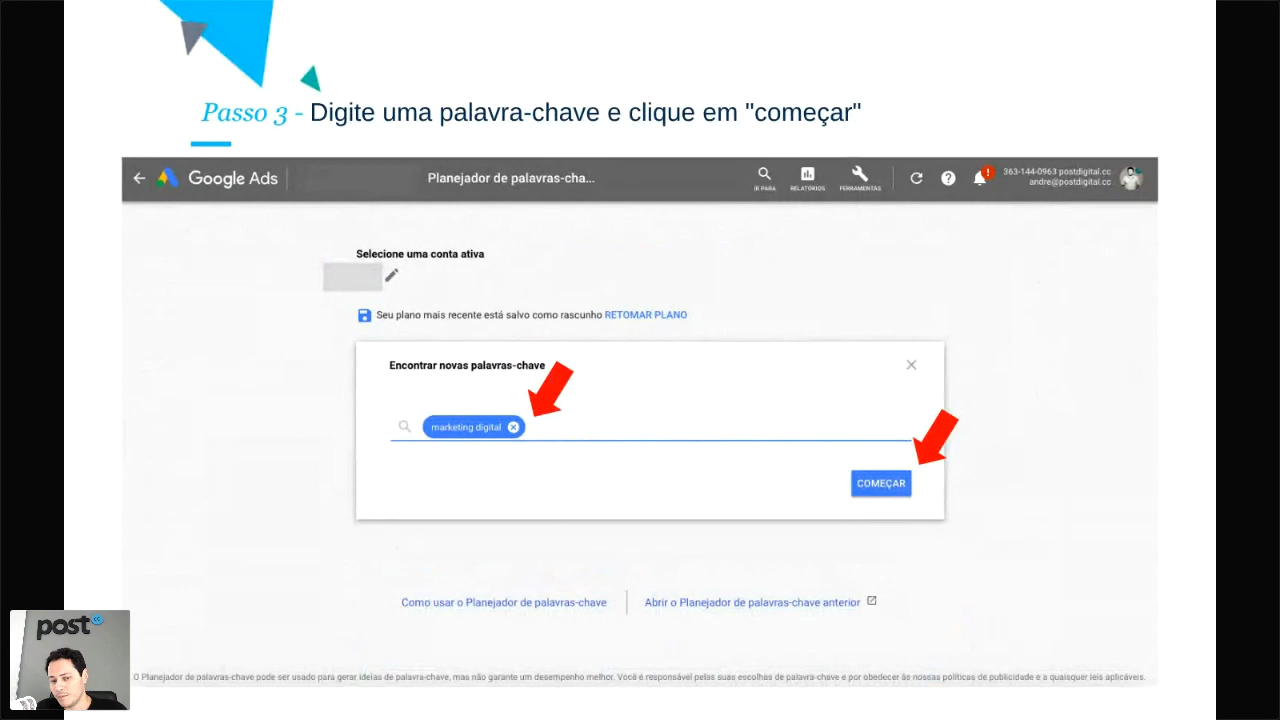 Passo 3 - Digite uma palavra-chave e clique em "começar"
Google Ads
Planejador de palavras-cha...
IR PARA
RELATÓRIOS
FERRAMENTAS
!
363-144-0963 postdigital.cc
andre@postdigital.cc
Selecione uma conta ativa
Seu plano mais recente está salvo como rascunho RETOMAR PLANO
Encontrar novas palavras-chave
marketing digital
COMEÇAR
Como usar o Planejador de palavras-chave
Abrir o Planejador de palavras-chave anterior
post
O Planejador de palavras-chave pode ser usado para gerar ideias de palavra-chave, mas não garante um desempenho melhor. Você é responsável pelas suas escolhas de palavra-chave e por obedecer às nossas políticas de publicidade e a quaisquer leis aplicáveis.